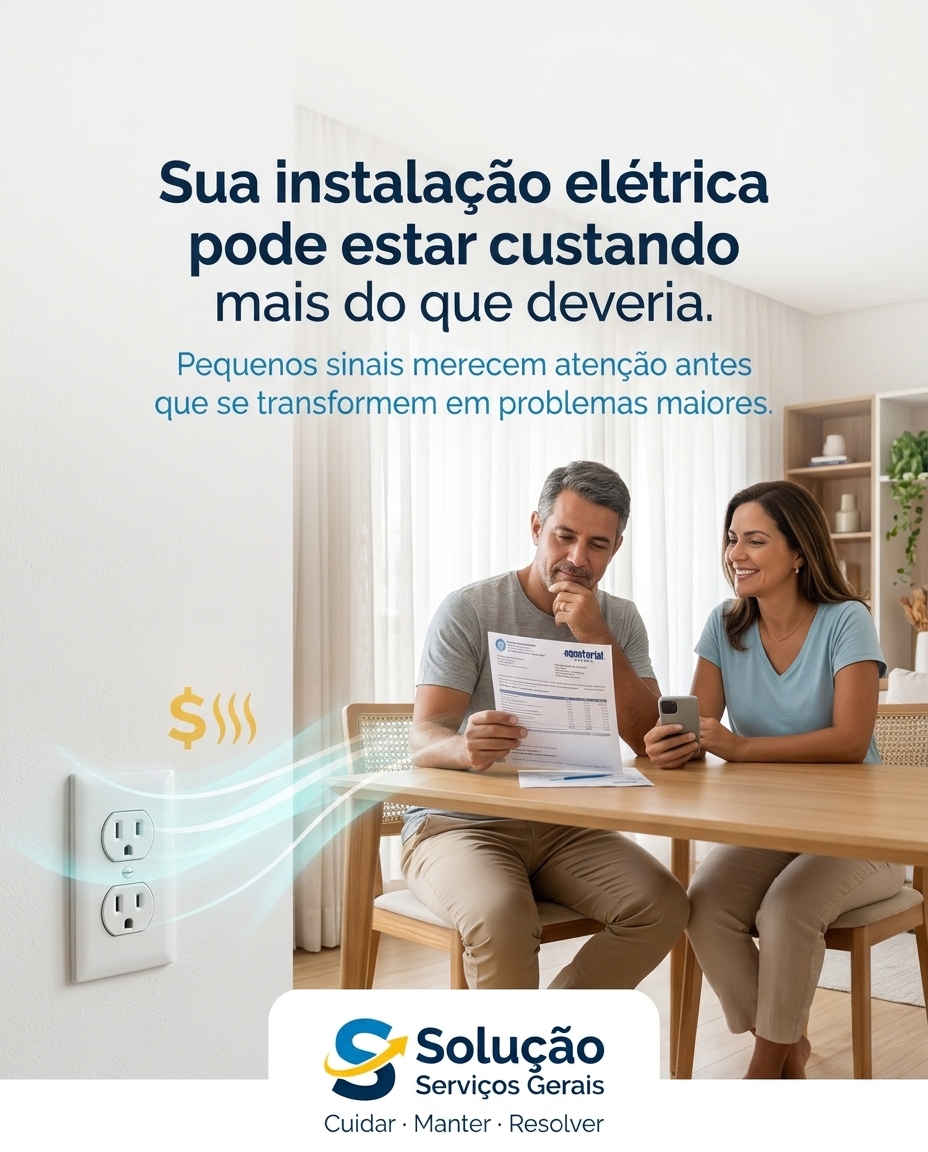 Sua instalação elétrica
pode estar custando
mais do que deveria.
Pequenos sinais merecem atenção antes
que se transformem em problemas maiores.
equatorial
$
Solução
Serviços Gerais
Cuidar · Manter · Resolver